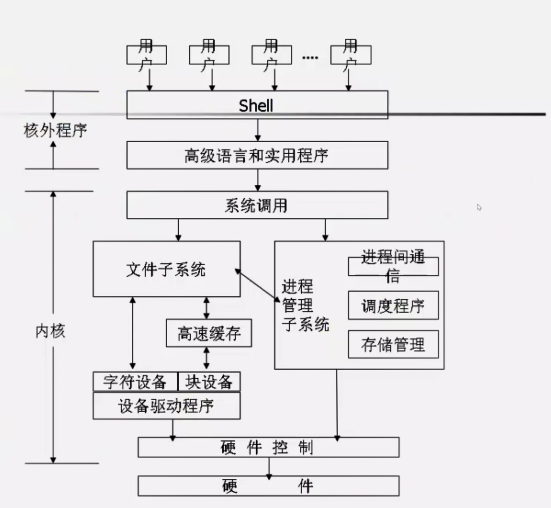 用户 用户 用户 .... 用户
Shell
核外程序
高级语言和实用程序
系统调用
文件子系统
进程
管理
子系统
进程间通
信
调度程序
存储管理
高速缓存
内核
字符设备 块设备
设备驱动程序
硬 件 控 制
硬 件